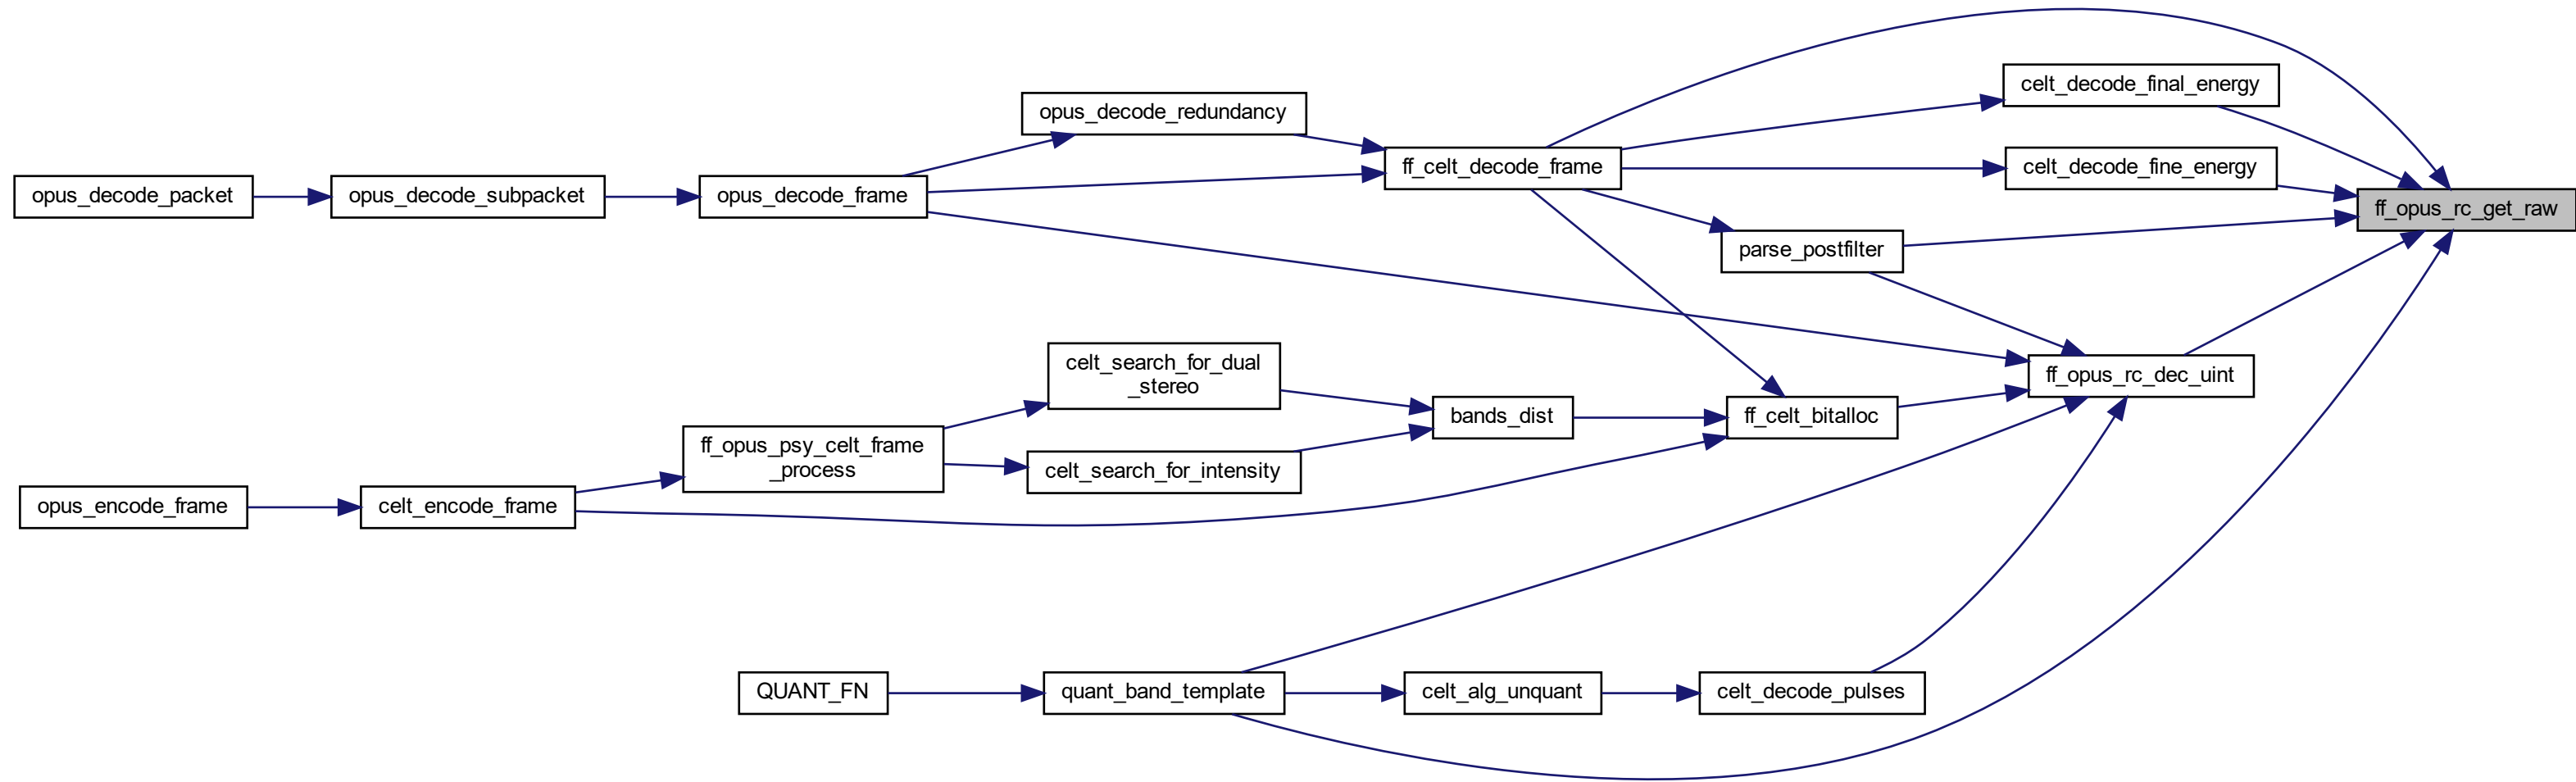 celt_decode_final_energy
opus_decode_redundancy
ff_celt_decode_frame
celt_decode_fine_energy
opus_decode_packet
opus_decode_subpacket
opus_decode_frame
ff_opus_rc_get_raw
parse_postfilter
celt_search_for_dual
_stereo
ff_opus_rc_dec_uint
bands_dist
ff_celt_bitalloc
ff_opus_psy_celt_frame
_process
celt_search_for_intensity
opus_encode_frame
celt_encode_frame
QUANT_FN
quant_band_template
celt_alg_unquant
celt_decode_pulses